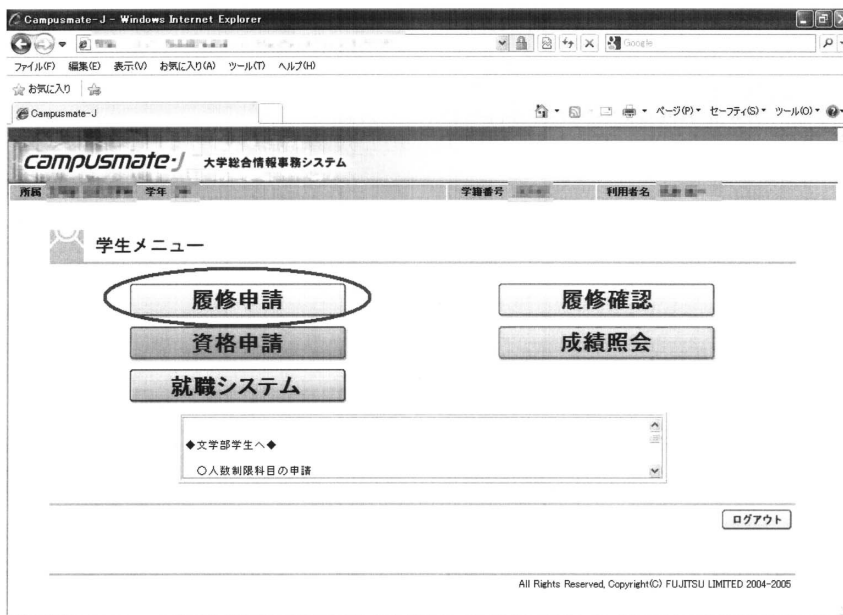 Campusmate-J - Windows Internet Explorer
Google
ファイル(F) 編集(E) 表示(V) お気に入り(A) ツール(T) ヘルプ(H)
お気に入り
Campusmate-J
ページ(P) セーフティ(S) ツール(O)
campusmate-J 大学総合情報事務システム
所属 学年 学籍番号 利用者名
学生メニュー
履修申請 履修確認
資格申請 成績照会
就職システム
◆文学部学生へ◆
○人数制限科目の申請
ログアウト
All Rights Reserved, Copyright(C) FUJITSU LIMITED 2004-2005